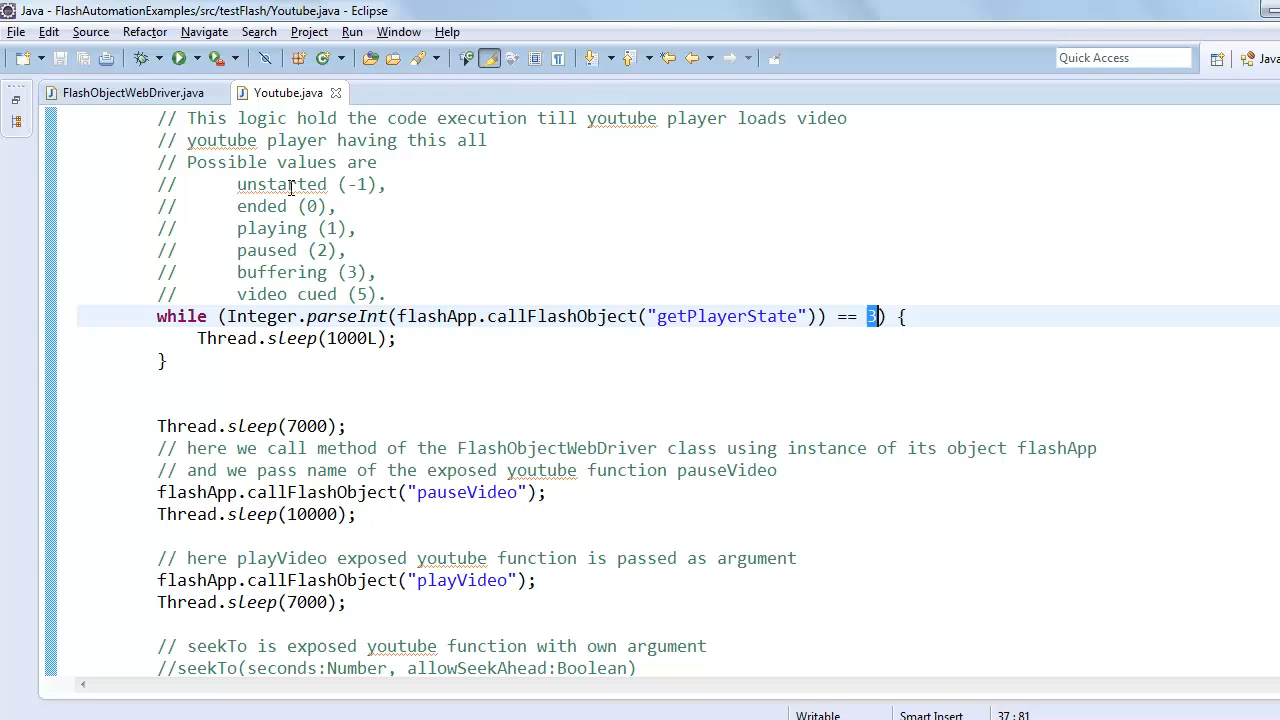 Java - FlashAutomationExamples/src/testFlash/Youtube.java - Eclipse
File Edit Source Refactor Navigate Search Project Run Window Help
Quick Access
Java
FlashObjectWebDriver.java Youtube.java
// This logic hold the code execution till youtube player loads video
// youtube player having this all
// Possible values are
// unstarted (-1),
// ended (0),
// playing (1),
// paused (2),
// buffering (3),
// video cued (5).
while (Integer.parseInt(flashApp.callFlashObject("getPlayerState")) == 3) {
Thread.sleep(1000L);
}
Thread.sleep(7000);
// here we call method of the FlashObjectWebDriver class using instance of its object flashApp
// and we pass name of the exposed youtube function pauseVideo
flashApp.callFlashObject("pauseVideo");
Thread.sleep(10000);
// here playVideo exposed youtube function is passed as argument
flashApp.callFlashObject("playVideo");
Thread.sleep(7000);
// seekTo is exposed youtube function with own argument
//seekTo(seconds:Number, allowSeekAhead:Boolean)
Writable Smart Insert 37 : 81